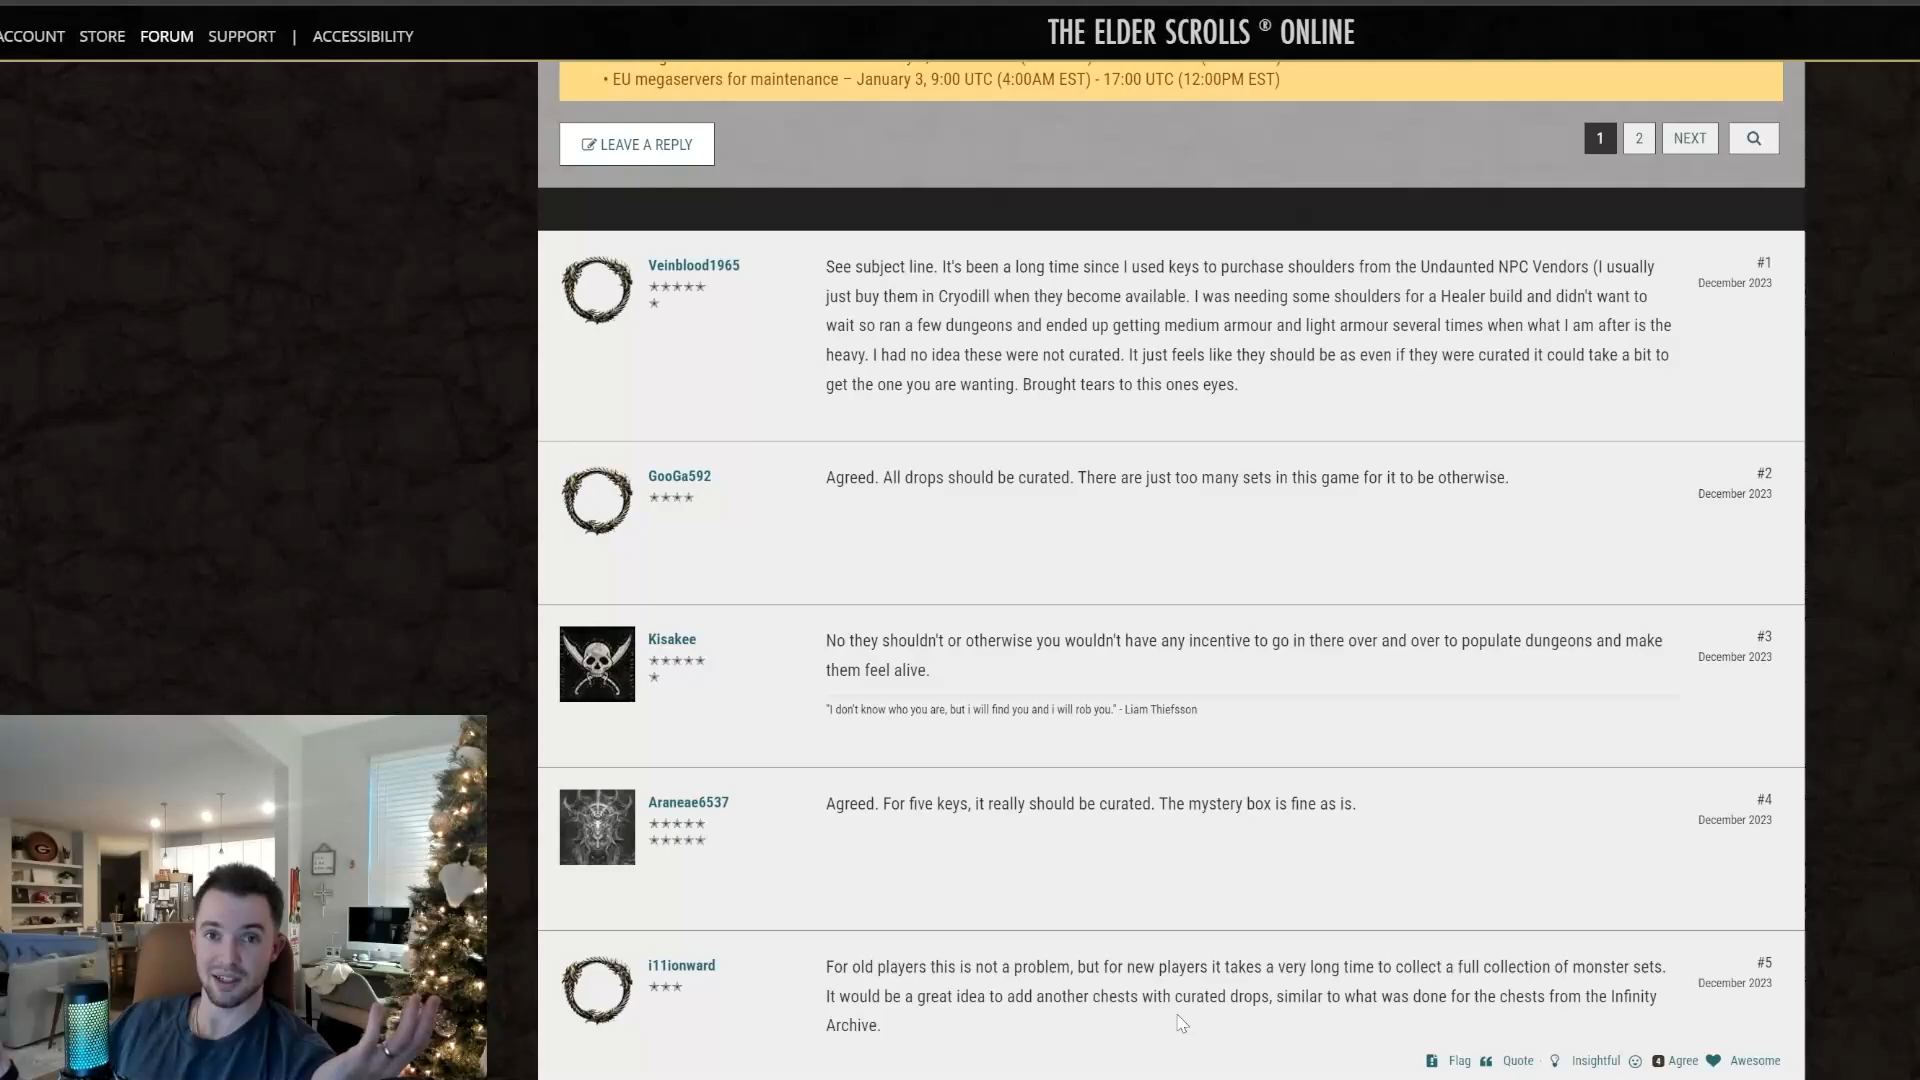 ACCOUNT STORE FORUM SUPPORT | ACCESSIBILITY
THE ELDER SCROLLS ® ONLINE
• EU megaservers for maintenance – January 3, 9:00 UTC (4:00AM EST) - 17:00 UTC (12:00PM EST)
LEAVE A REPLY
1 2 NEXT
Veinblood1965
See subject line. It's been a long time since I used keys to purchase shoulders from the Undaunted NPC Vendors (I usually
just buy them in Cryodill when they become available. I was needing some shoulders for a Healer build and didn't want to
wait so ran a few dungeons and ended up getting medium armour and light armour several times when what I am after is the
heavy. I had no idea these were not curated. It just feels like they should be as even if they were curated it could take a bit to
get the one you are wanting. Brought tears to this ones eyes.
#1
December 2023
GooGa592
Agreed. All drops should be curated. There are just too many sets in this game for it to be otherwise.
#2
December 2023
Kisakee
No they shouldn't or otherwise you wouldn't have any incentive to go in there over and over to populate dungeons and make
them feel alive.
"I don't know who you are, but i will find you and i will rob you." - Liam Thiefsson
#3
December 2023
Araneae6537
Agreed. For five keys, it really should be curated. The mystery box is fine as is.
#4
December 2023
i11ionward
For old players this is not a problem, but for new players it takes a very long time to collect a full collection of monster sets.
It would be a great idea to add another chests with curated drops, similar to what was done for the chests from the Infinity
Archive.
#5
December 2023
Flag Quote · Insightful 4 Agree Awesome